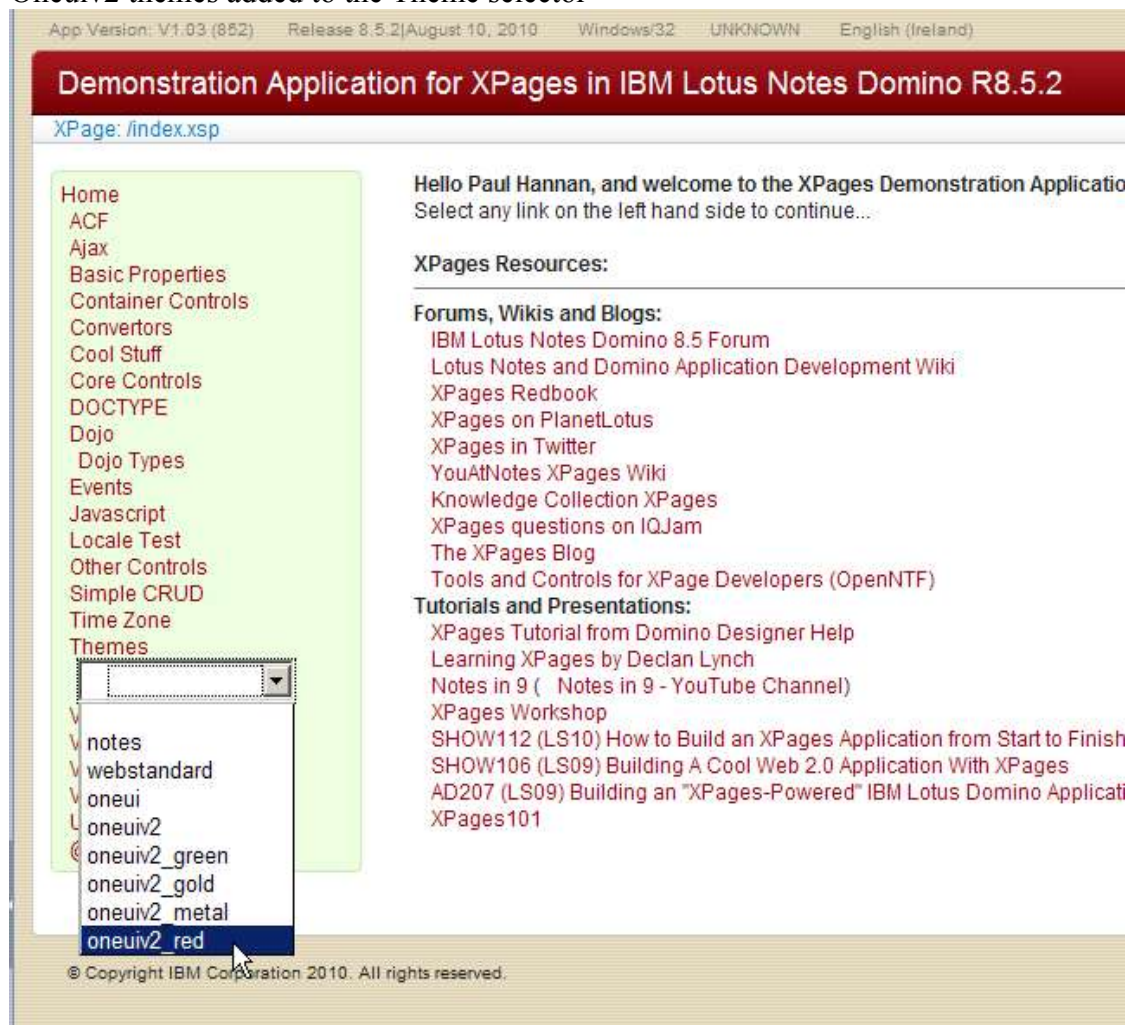 Oneuiv2 themes added to the Theme selector
App Version: V1.03 (852) Release 8.5.2|August 10, 2010 Windows/32 UNKNOWN English (Ireland)
Demonstration Application for XPages in IBM Lotus Notes Domino R8.5.2
XPage: /index.xsp
Home
ACF
Ajax
Basic Properties
Container Controls
Convertors
Cool Stuff
Core Controls
DOCTYPE
Dojo
Dojo Types
Events
Javascript
Locale Test
Other Controls
Simple CRUD
Time Zone
Themes
notes
webstandard
oneui
oneuiv2
oneuiv2_green
oneuiv2_gold
oneuiv2_metal
oneuiv2_red
Hello Paul Hannan, and welcome to the XPages Demonstration Applicatio
Select any link on the left hand side to continue...
XPages Resources:
Forums, Wikis and Blogs:
IBM Lotus Notes Domino 8.5 Forum
Lotus Notes and Domino Application Development Wiki
XPages Redbook
XPages on PlanetLotus
XPages in Twitter
YouAtNotes XPages Wiki
Knowledge Collection XPages
XPages questions on IQJam
The XPages Blog
Tools and Controls for XPage Developers (OpenNTF)
Tutorials and Presentations:
XPages Tutorial from Domino Designer Help
Learning XPages by Declan Lynch
Notes in 9 ( Notes in 9 - YouTube Channel)
XPages Workshop
SHOW112 (LS10) How to Build an XPages Application from Start to Finish
SHOW106 (LS09) Building A Cool Web 2.0 Application With XPages
AD207 (LS09) Building an "XPages-Powered" IBM Lotus Domino Applicati
XPages101
© Copyright IBM Corporation 2010. All rights reserved.